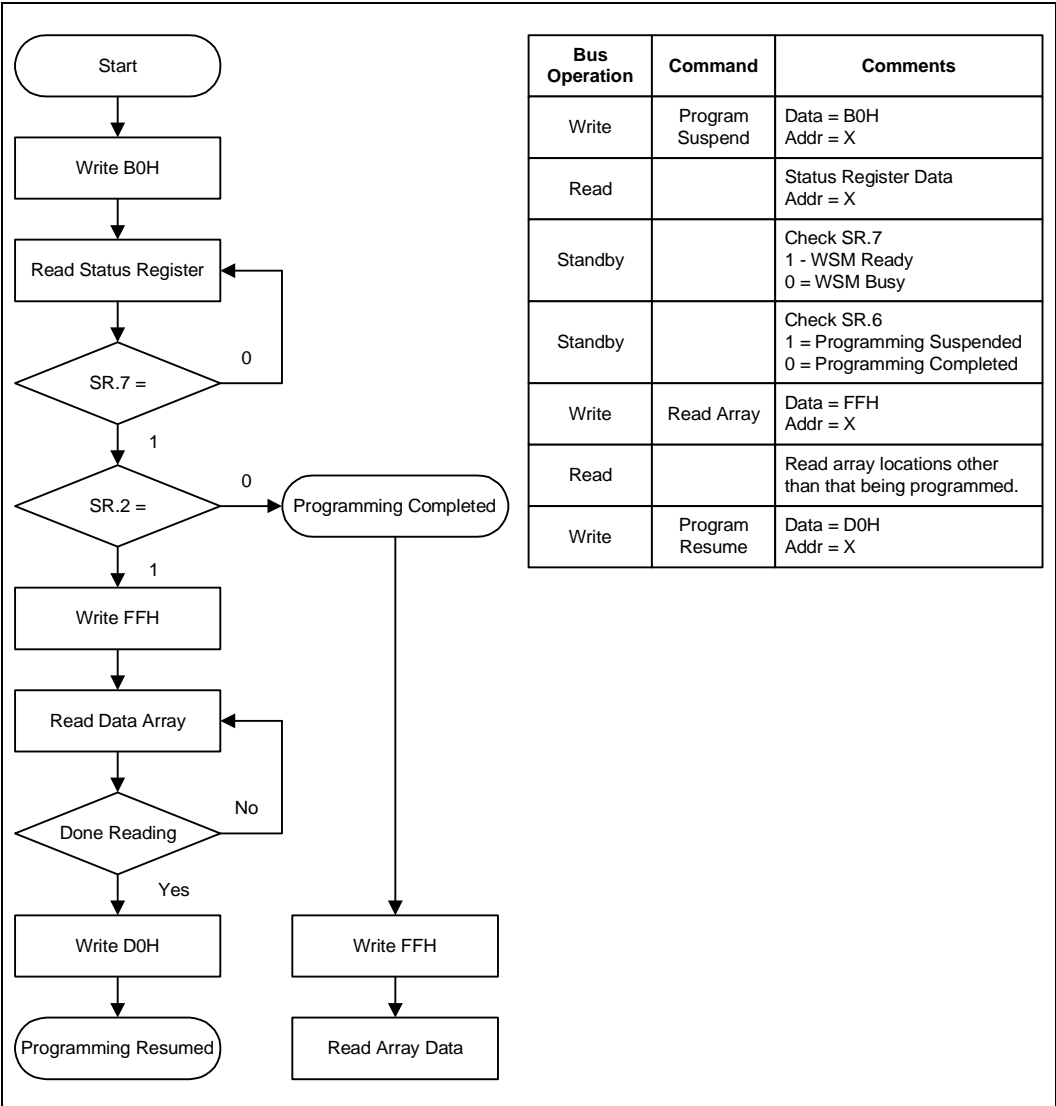 Start
Write B0H
Read Status Register
SR.7 =
0
1
SR.2 =
0
Programming Completed
1
Write FFH
Read Data Array
Done Reading
No
Yes
Write D0H
Programming Resumed
Write FFH
Read Array Data
Bus
Operation
Command
Comments
Write
Program
Suspend
Data = B0H
Addr = X
Read
Status Register Data
Addr = X
Standby
Check SR.7
1 - WSM Ready
0 = WSM Busy
Standby
Check SR.6
1 = Programming Suspended
0 = Programming Completed
Write
Read Array
Data = FFH
Addr = X
Read
Read array locations other
than that being programmed.
Write
Program
Resume
Data = D0H
Addr = X